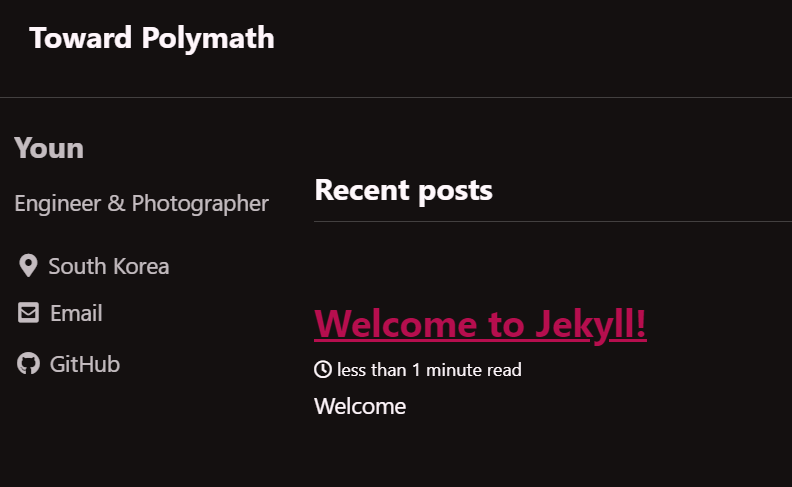 Toward Polymath
Youn
Engineer & Photographer
South Korea
Email
GitHub
Recent posts
Welcome to Jekyll!
less than 1 minute read
Welcome